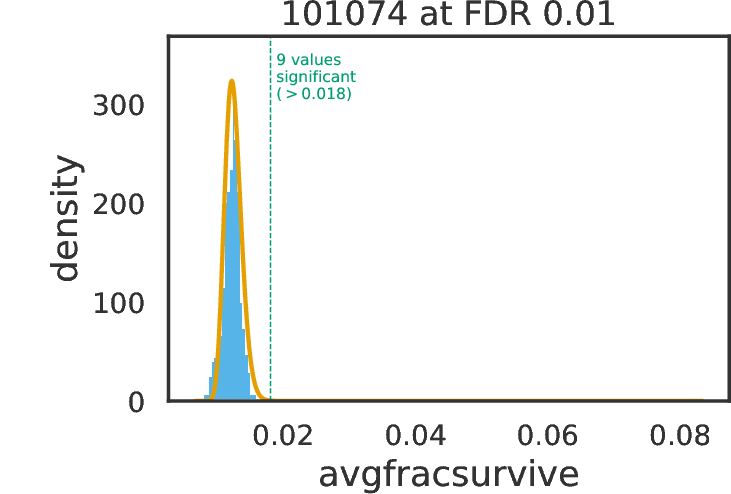 101074 at FDR 0.01
9 values
significant
(>0.018)
300
200
100
0
density
0.02
0.04
0.06
0.08
avgfracsurvive